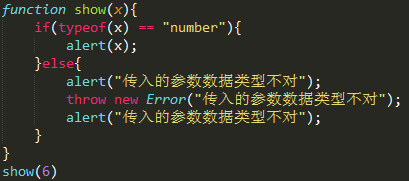 function show(x){
    if(typeof(x) == "number"){
        alert(x);
    }else{
        alert("传入的参数数据类型不对");
        throw new Error("传入的参数数据类型不对");
        alert("传入的参数数据类型不对");
    }
}
show(6)